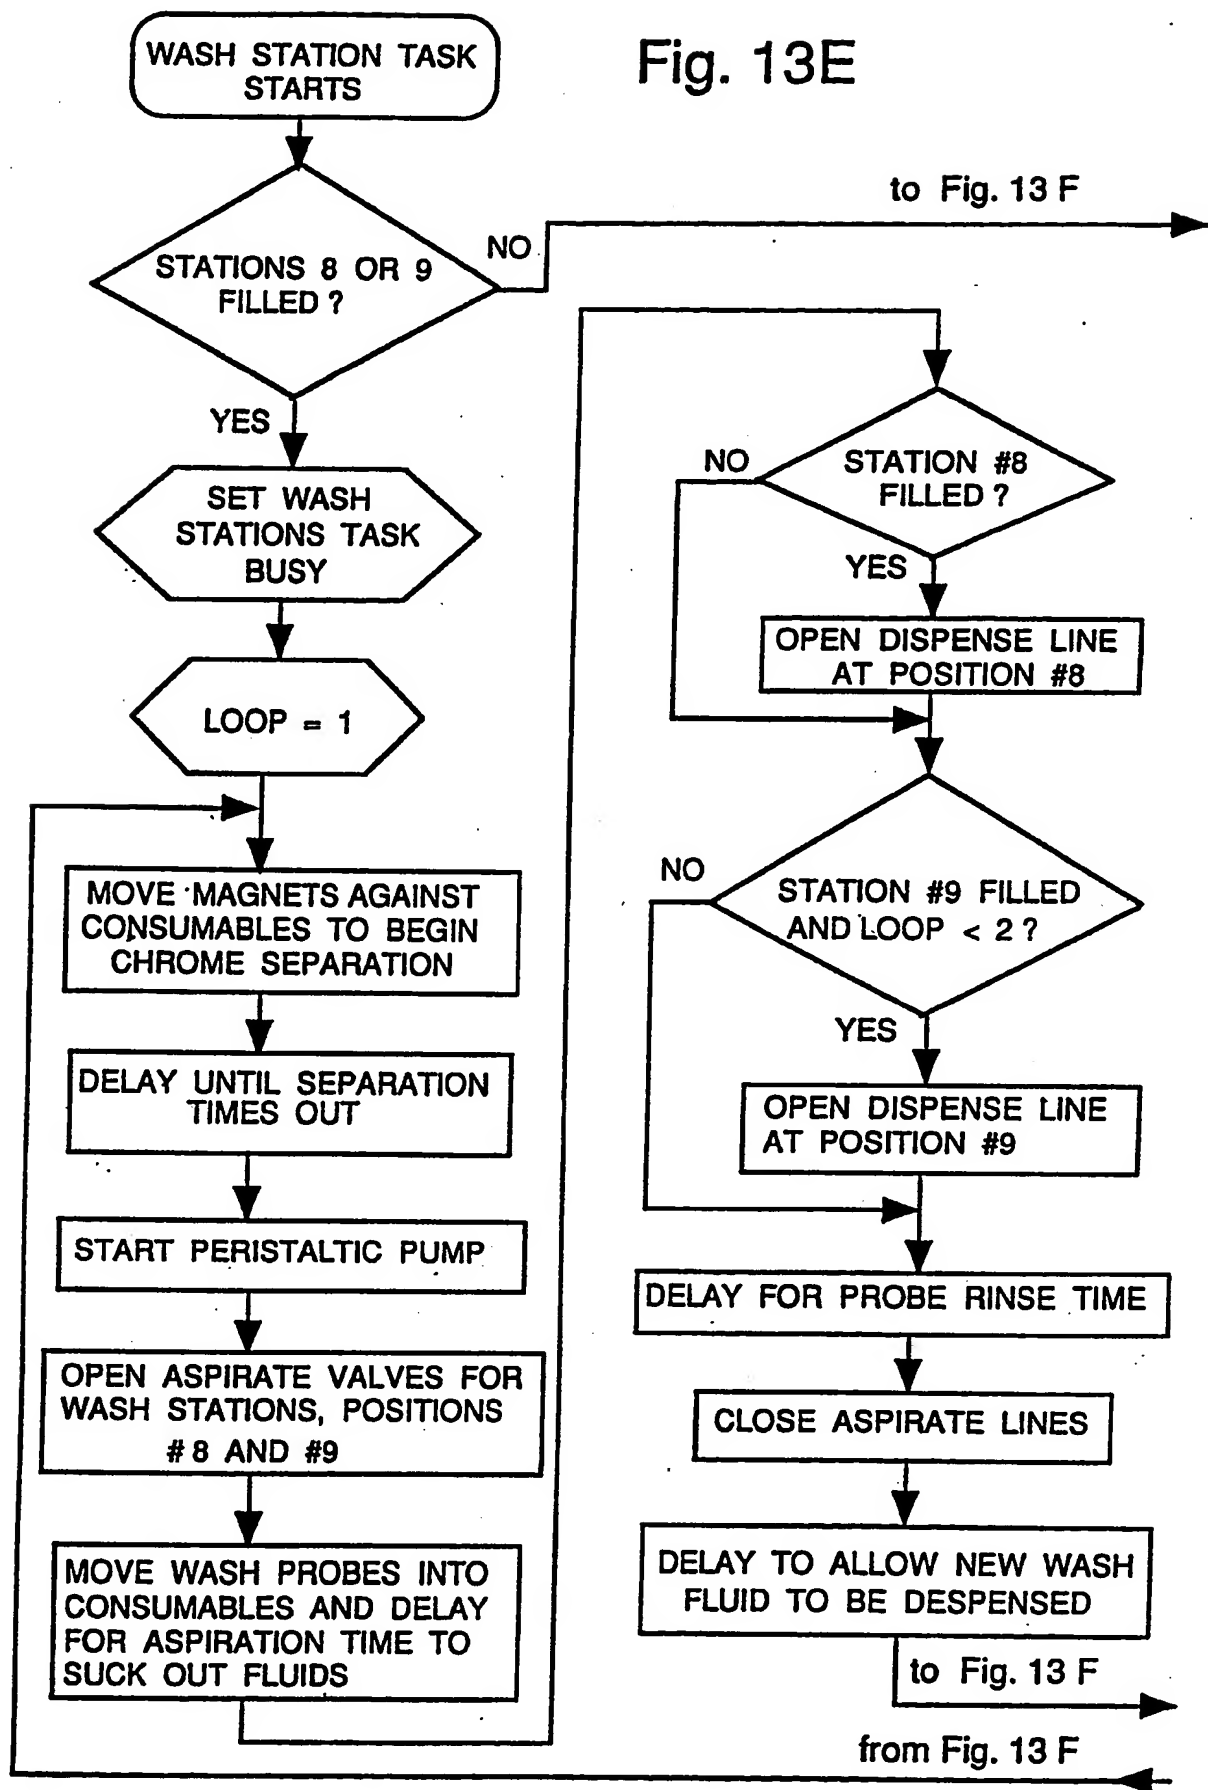 Fig. 13E
WASH STATION TASK
STARTS
to Fig. 13 F
STATIONS 8 OR 9
FILLED ?
NO
YES
SET WASH
STATIONS TASK
BUSY
LOOP = 1
MOVE MAGNETS AGAINST
CONSUMABLES TO BEGIN
CHROME SEPARATION
DELAY UNTIL SEPARATION
TIMES OUT
START PERISTALTIC PUMP
OPEN ASPIRATE VALVES FOR
WASH STATIONS, POSITIONS
#8 AND #9
MOVE WASH PROBES INTO
CONSUMABLES AND DELAY
FOR ASPIRATION TIME TO
SUCK OUT FLUIDS
STATION #8
FILLED ?
NO
YES
OPEN DISPENSE LINE
AT POSITION #8
STATION #9 FILLED
AND LOOP < 2 ?
NO
YES
OPEN DISPENSE LINE
AT POSITION #9
DELAY FOR PROBE RINSE TIME
CLOSE ASPIRATE LINES
DELAY TO ALLOW NEW WASH
FLUID TO BE DESPENSED
to Fig. 13 F
from Fig. 13 F